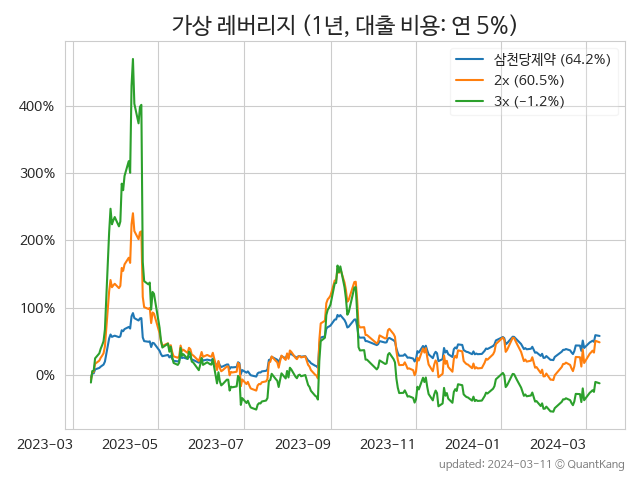 가상 레버리지 (1년, 대출 비용: 연 5%)
삼천당제약 (64.2%)
2x (60.5%)
3x (-1.2%)
400%
300%
200%
100%
0%
2023-03 2023-05 2023-07 2023-09 2023-11 2024-01 2024-03
updated: 2024-03-11 © QuantKang